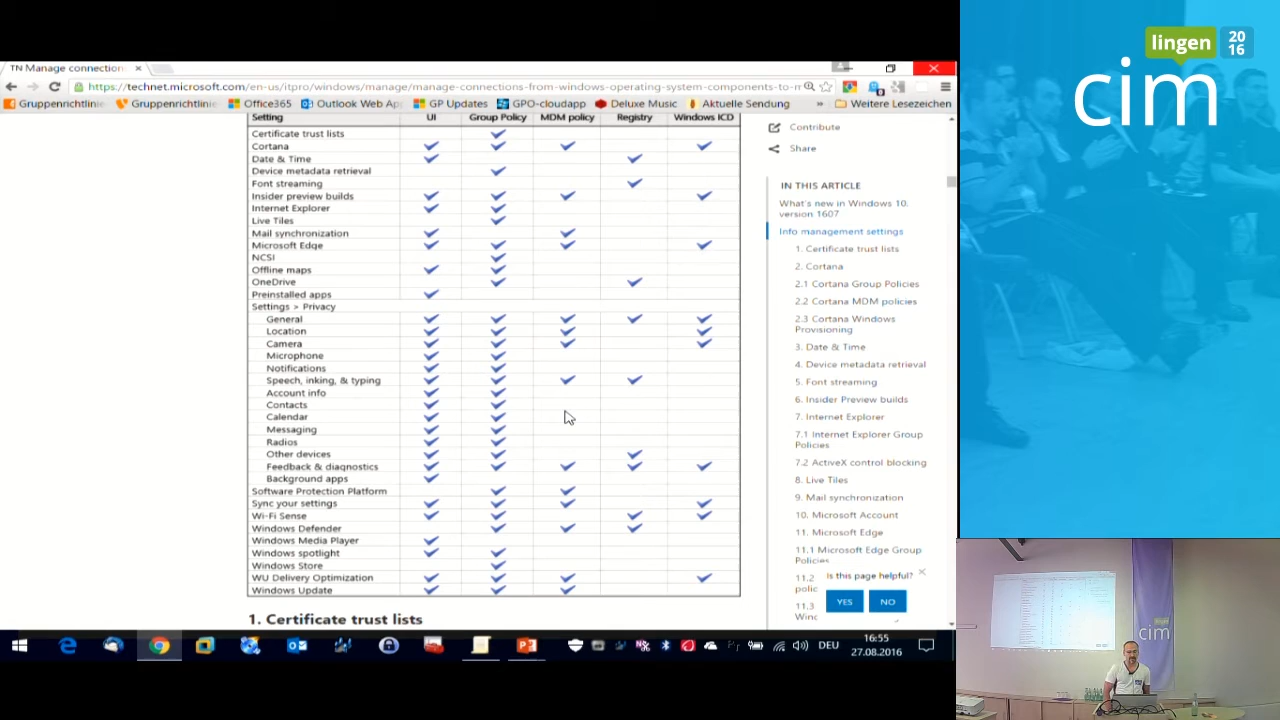 TN Manage connection
https://technet.microsoft.com/en-us/itpro/windows/manage/manage-connections-from-windows-operating-system-components-to-m
Gruppenrichtlinie Gruppenrichtlinie Office365 Outlook Web Ap GP Updates GPO-cloudapp Deluxe Music Aktuelle Sendung » Weitere Lesezeichen
Setting UI Group Policy MDM policy Registry Windows ICD
Certificate trust lists
Cortana
Date & Time
Device metadata retrieval
Font streaming
Insider preview builds
Internet Explorer
Live Tiles
Mail synchronization
Microsoft Edge
NCSI
Offline maps
OneDrive
Preinstalled apps
Settings > Privacy
General
Location
Camera
Microphone
Notifications
Speech, inking, & typing
Account info
Contacts
Calendar
Messaging
Radios
Other devices
Feedback & diagnostics
Background apps
Software Protection Platform
Sync your settings
Wi-Fi Sense
Windows Defender
Windows Media Player
Windows spotlight
Windows Store
WU Delivery Optimization
Windows Update
1. Certificate trust lists
Contribute
Share
IN THIS ARTICLE
What's new in Windows 10,
version 1607
Info management settings
1. Certificate trust lists
2. Cortana
2.1 Cortana Group Policies
2.2 Cortana MDM policies
2.3 Cortana Windows
Provisioning
3. Date & Time
4. Device metadata retrieval
5. Font streaming
6. Insider Preview builds
7. Internet Explorer
7.1 Internet Explorer Group
Policies
7.2 ActiveX control blocking
8. Live Tiles
9. Mail synchronization
10. Microsoft Account
11. Microsoft Edge
11.1 Microsoft Edge Group
Policies
11.2
polic
11.3
Winc
Is this page helpful?
YES NO
DEU
16:55
27.08.2016
lingen
20
16
cim
cim